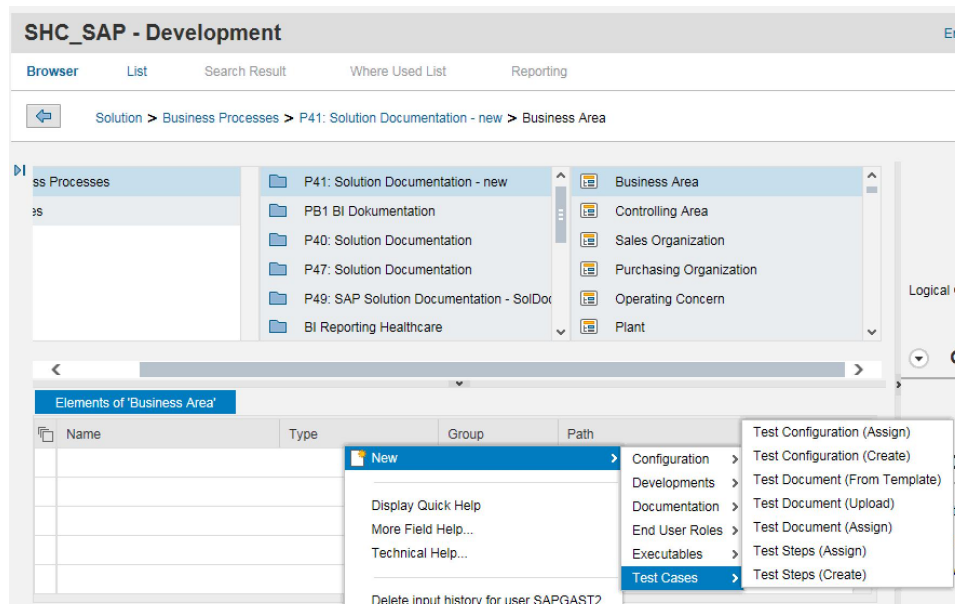 SHC_SAP - Development
Browser List Search Result Where Used List Reporting
Solution > Business Processes > P41: Solution Documentation - new > Business Area
ss Processes
P41: Solution Documentation - new
PB1 BI Dokumentation
P40: Solution Documentation
P47: Solution Documentation
P49: SAP Solution Documentation - SolDo
BI Reporting Healthcare
Business Area
Controlling Area
Sales Organization
Purchasing Organization
Operating Concern
Plant
Logical
Elements of 'Business Area'
Name Type Group Path
New
Display Quick Help
More Field Help...
Technical Help...
Delete input history for user SAPGAST2
Configuration >
Developments >
Documentation >
End User Roles >
Executables >
Test Cases >
Test Configuration (Assign)
Test Configuration (Create)
Test Document (From Template)
Test Document (Upload)
Test Document (Assign)
Test Steps (Assign)
Test Steps (Create)